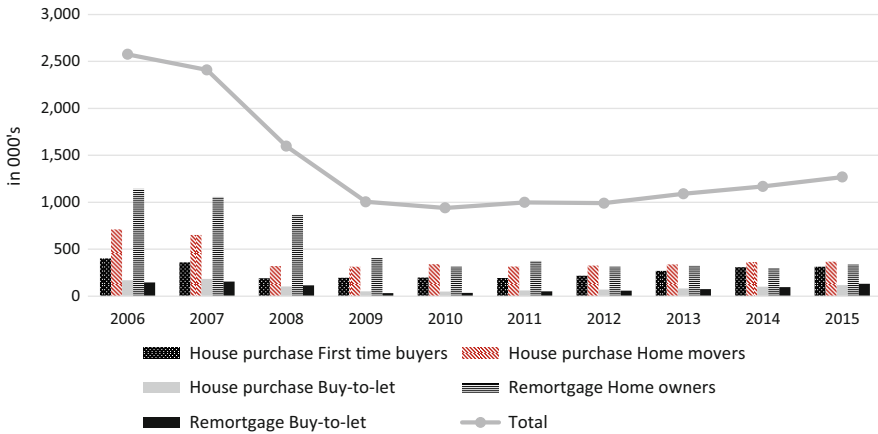 3,000
2,500
2,000
1,500
1,000
500
0
in 000's
2006 2007 2008 2009 2010 2011 2012 2013 2014 2015
House purchase First time buyers House purchase Home movers
House purchase Buy-to-let Remortgage Home owners
Remortgage Buy-to-let Total